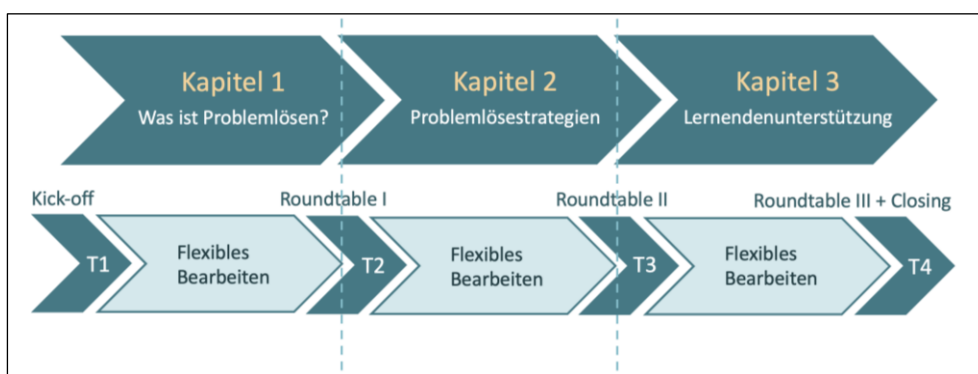 Kapitel 1
Was ist Problemlösen?
Kapitel 2
Problemlösestrategien
Kapitel 3
Lernendenunterstützung
Kick-off
Roundtable I
Roundtable II
Roundtable III + Closing
T1
Flexibles
Bearbeiten
T2
Flexibles
Bearbeiten
T3
Flexibles
Bearbeiten
T4